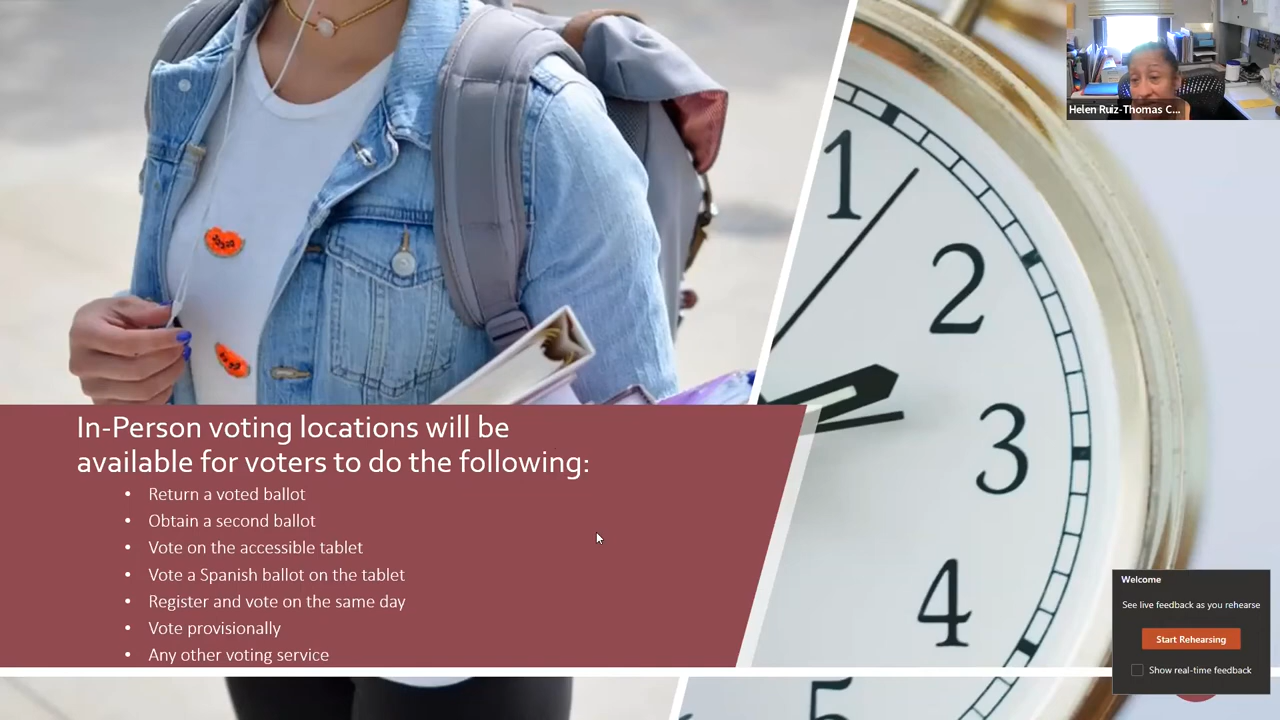 Helen Ruiz-Thomas C...
1
2
3
4
5
In-Person voting locations will be
available for voters to do the following:
• Return a voted ballot
• Obtain a second ballot
• Vote on the accessible tablet
• Vote a Spanish ballot on the tablet
• Register and vote on the same day
• Vote provisionally
• Any other voting service
Welcome
See live feedback as you rehearse
Start Rehearsing
Show real-time feedback